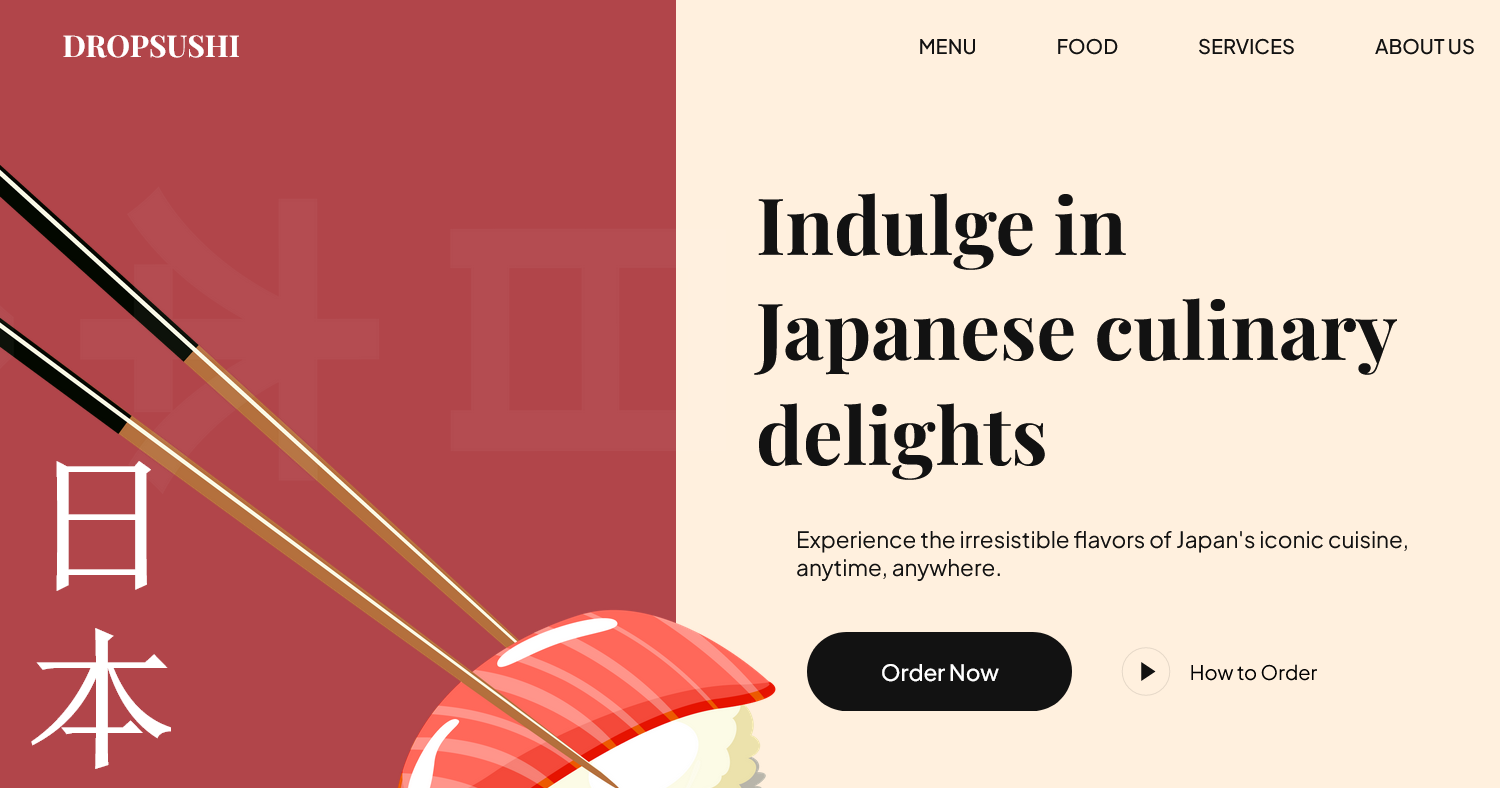 DROPSUSHI
MENU
FOOD
SERVICES
ABOUT US
Indulge in
Japanese culinary
delights
Experience the irresistible flavors of Japan's iconic cuisine,
anytime, anywhere.
Order Now
How to Order
日
本